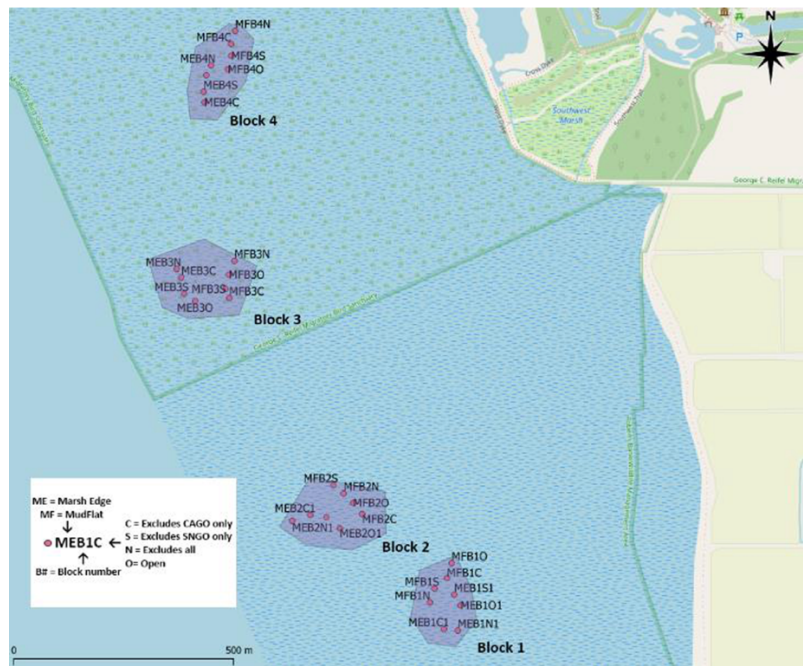 N
P
Cross Dyke
Southwest
Marsh
George C. Reifel Migr
MFB4N
MFB4C
MFB4S
MEB4N
MFB4O
MEB4S
MEB4C
Block 4
MFB3N
MEB3N
MEB3C
MFB3O
MEB3S
MFB3S
MFB3C
MEB3O
Block 3
MFB2S
MFB2N
MFB2O
MEB2C1
MFB2C
MEB2N1
MEB2O1
Block 2
MFB1O
MFB1C
MFB1S
MEB1S1
MFB1N
MEB1O1
MEB1C1
MEB1N1
Block 1
ME = Marsh Edge
MF = MudFlat
MEB1C
C = Excludes CAGO only
S = Excludes SNGO only
N = Excludes all
O= Open
B# = Block number
0
500 m